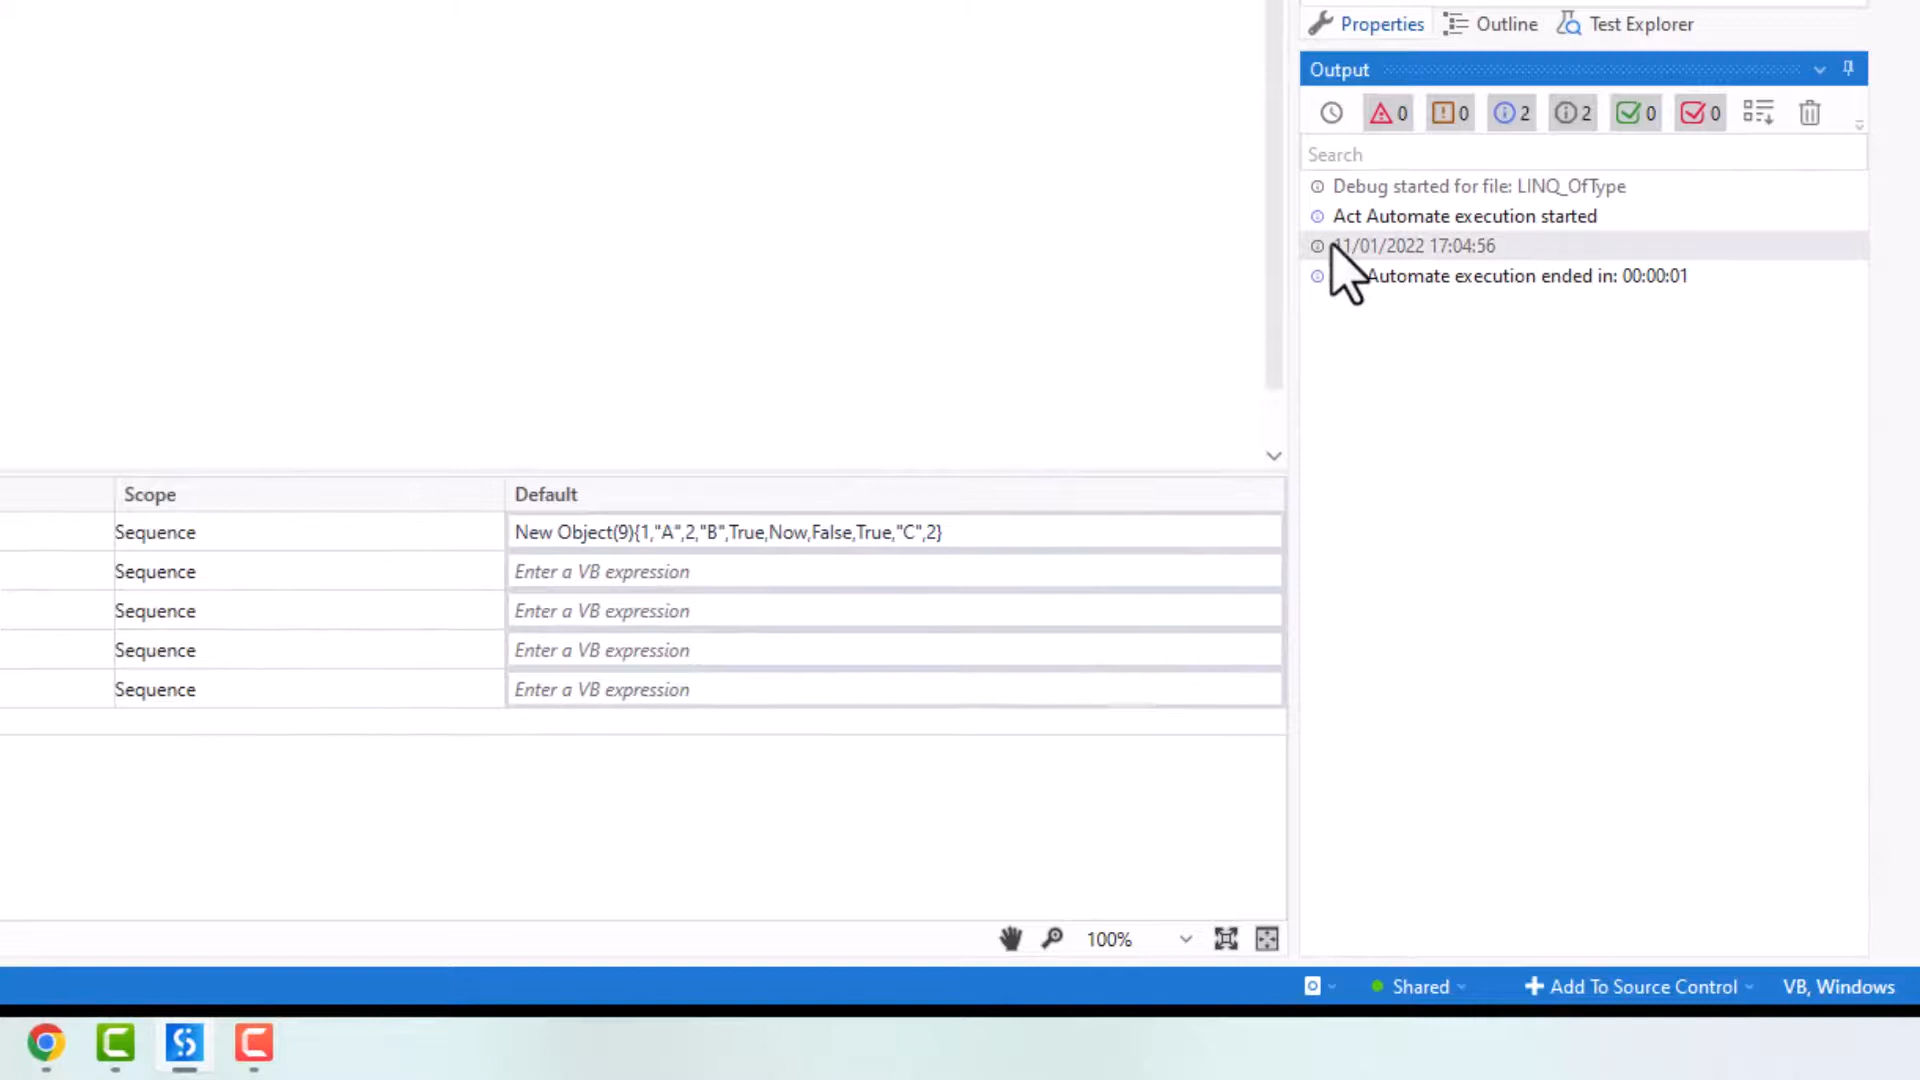 Properties Outline Test Explorer
Output
0 0 2 2 0 0
Search
Debug started for file: LINQ_OfType
Act Automate execution started
11/01/2022 17:04:56
Automate execution ended in: 00:00:01
Scope Default
Sequence New Object(9){1,"A",2,"B",True,Now,False,True,"C",2}
Sequence Enter a VB expression
Sequence Enter a VB expression
Sequence Enter a VB expression
Sequence Enter a VB expression
100%
Shared Add To Source Control VB, Windows